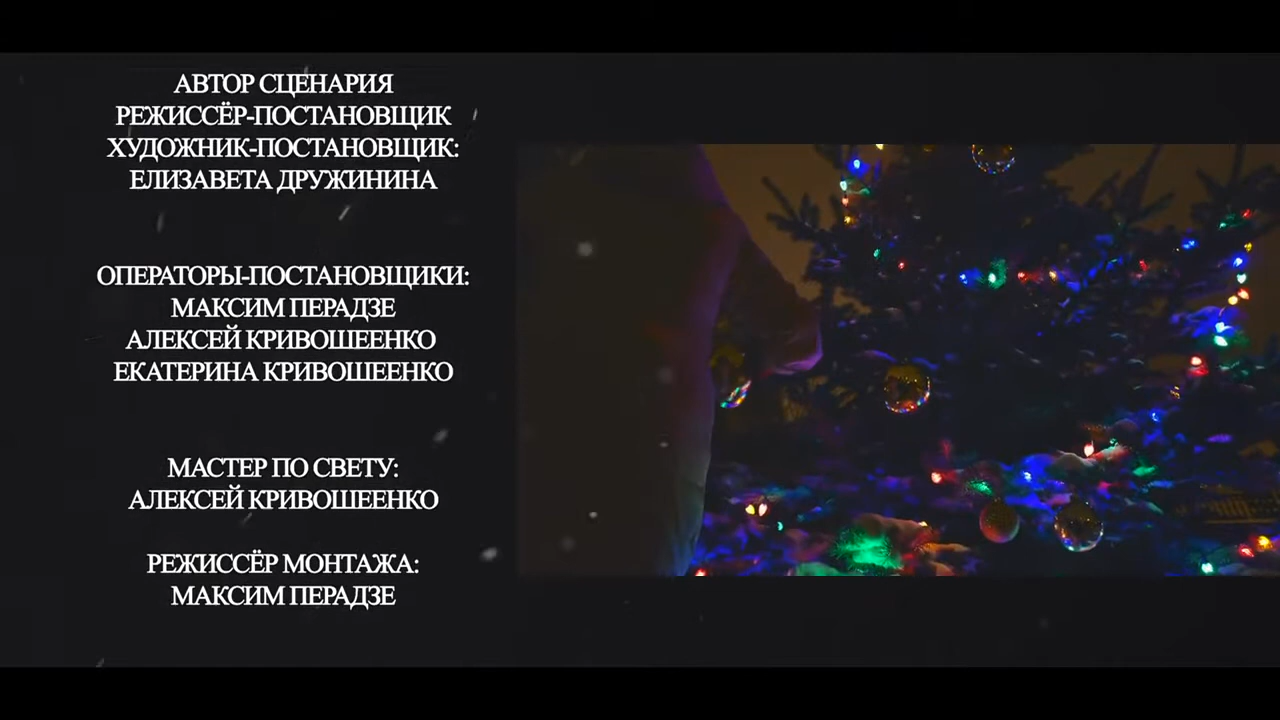 АВТОР СЦЕНАРИЯ
РЕЖИССЁР-ПОСТАНОВЩИК
ХУДОЖНИК-ПОСТАНОВЩИК:
ЕЛИЗАВЕТА ДРУЖИНИНА
ОПЕРАТОРЫ-ПОСТАНОВЩИКИ:
МАКСИМ ПЕРАДЗЕ
АЛЕКСЕЙ КРИВОШЕЕНКО
ЕКАТЕРИНА КРИВОШЕЕНКО
МАСТЕР ПО СВЕТУ:
АЛЕКСЕЙ КРИВОШЕЕНКО
РЕЖИССЁР МОНТАЖА:
МАКСИМ ПЕРАДЗЕ